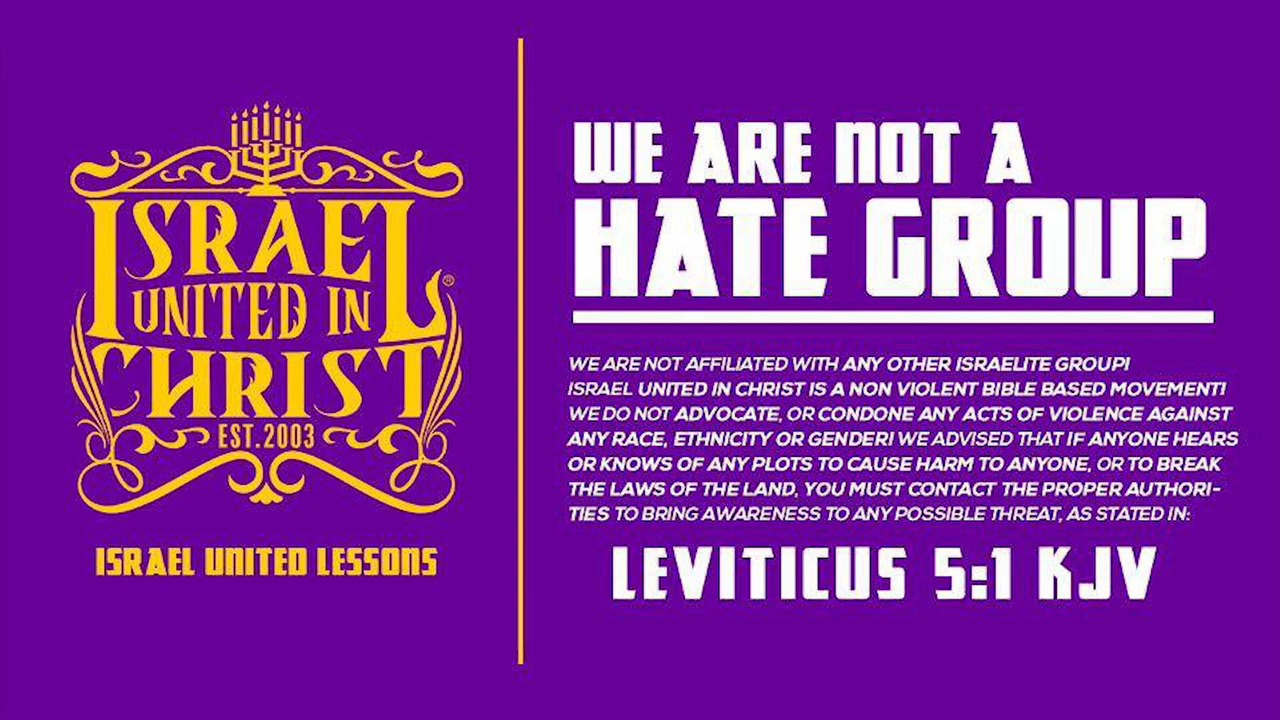 ISRAEL
UNITED IN
CHRIST
EST.2003
ISRAEL UNITED LESSONS
WE ARE NOT A
HATE GROUP
WE ARE NOT AFFILIATED WITH ANY OTHER ISRAELITE GROUP!
ISRAEL UNITED IN CHRIST IS A NON VIOLENT BIBLE BASED MOVEMENT!
WE DO NOT ADVOCATE, OR CONDONE ANY ACTS OF VIOLENCE AGAINST
ANY RACE, ETHNICITY OR GENDER! WE ADVISED THAT IF ANYONE HEARS
OR KNOWS OF ANY PLOTS TO CAUSE HARM TO ANYONE, OR TO BREAK
THE LAWS OF THE LAND, YOU MUST CONTACT THE PROPER AUTHORI-
TIES TO BRING AWARENESS TO ANY POSSIBLE THREAT, AS STATED IN:
LEVITICUS 5:1 KJV